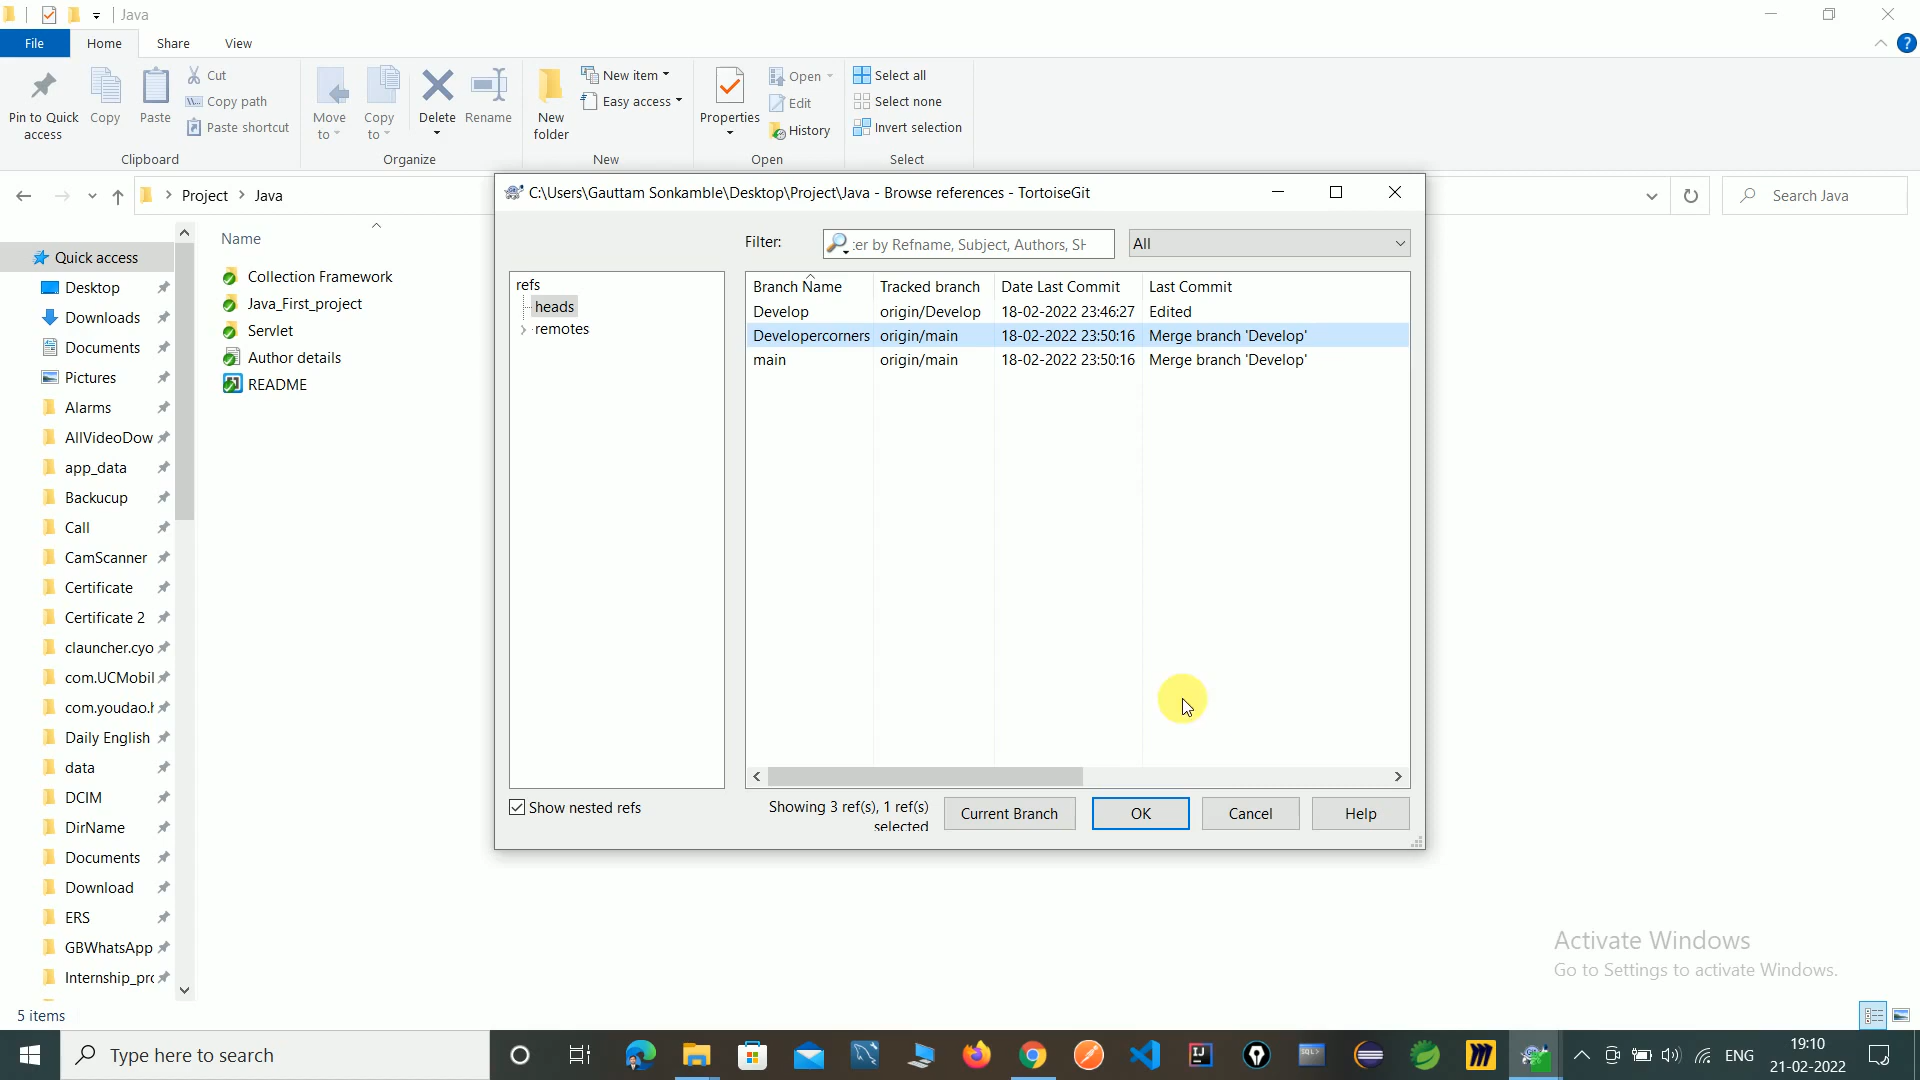 Java
File
Home
Share
View
Pin to Quick access
Copy
Paste
Cut
Copy path
Paste shortcut
Clipboard
Move to
Copy to
Delete
Rename
Organize
New folder
New item
Easy access
New
Properties
Open
Edit
History
Open
Select all
Select none
Invert selection
Select
Project > Java
Search Java
Quick access
Desktop
Downloads
Documents
Pictures
Alarms
AllVideoDow
app_data
Backucup
Call
CamScanner
Certificate
Certificate 2
clauncher.cyo
com.UCMobil
com.youdao.
Daily English
data
DCIM
DirName
Documents
Download
ERS
GBWhatsApp
Internship_prc
Name
Collection Framework
Java_First_project
Servlet
Author details
README
C:\Users\Gauttam Sonkamble\Desktop\Project\Java - Browse references - TortoiseGit
Filter:
er by Refname, Subject, Authors, SH
All
refs
heads
remotes
Branch Name Tracked branch Date Last Commit Last Commit
Develop origin/Develop 18-02-2022 23:46:27 Edited
Developercorners origin/main 18-02-2022 23:50:16 Merge branch 'Develop'
main origin/main 18-02-2022 23:50:16 Merge branch 'Develop'
Show nested refs
Showing 3 ref(s), 1 ref(s) selected
Current Branch
OK
Cancel
Help
Activate Windows
Go to Settings to activate Windows.
5 items
Type here to search
SQL>
ENG
19:10
21-02-2022